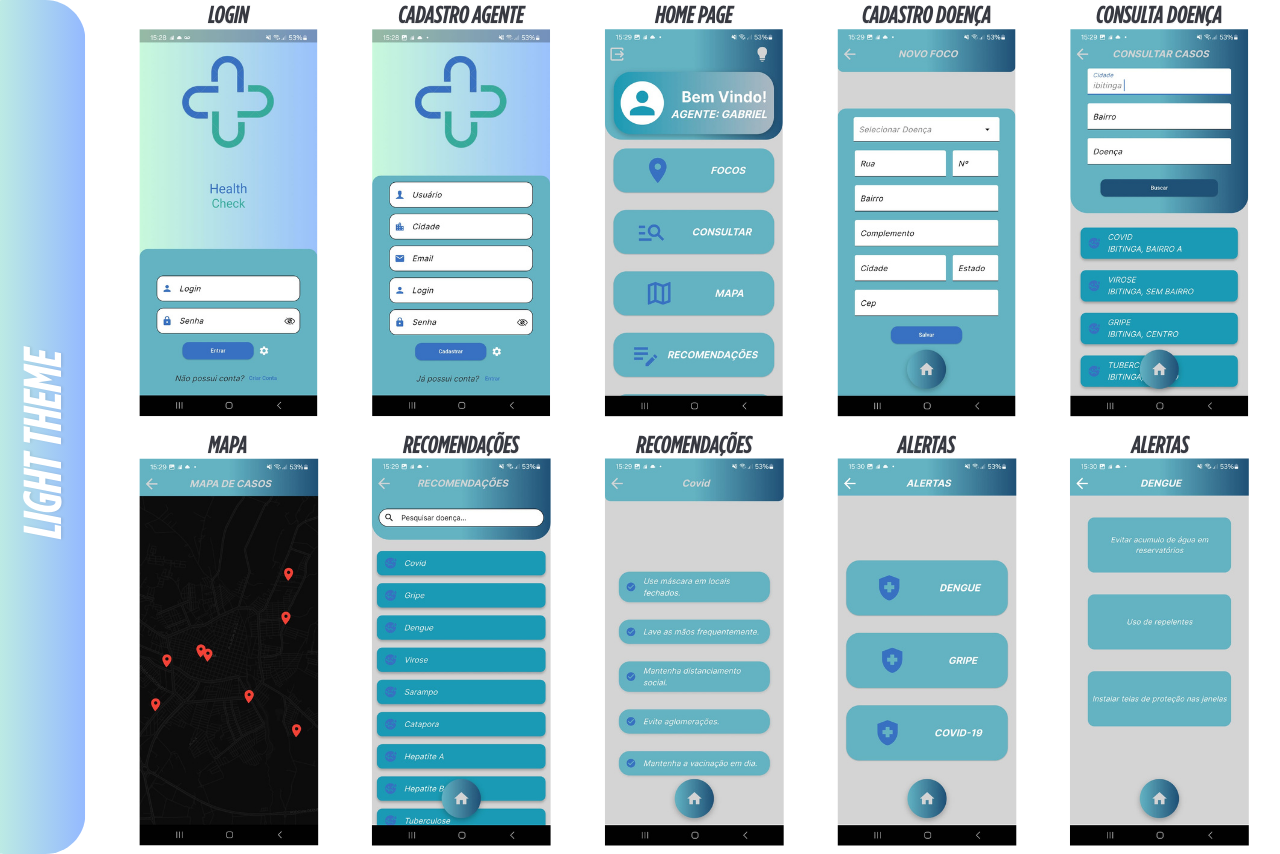 LIGHT THEME
LOGIN
15:28
53%
Health
Check
Login
Senha
Entrar
Não possui conta? Criar Conta
CADASTRO AGENTE
15:28
53%
Usuário
Cidade
Email
Login
Senha
Cadastrar
Já possui conta? Entrar
HOME PAGE
15:29
53%
Bem Vindo!
AGENTE: GABRIEL
FOCOS
CONSULTAR
MAPA
RECOMENDAÇÕES
CADASTRO DOENÇA
15:29
53%
NOVO FOCO
Selecionar Doença
Rua Nº
Bairro
Complemento
Cidade Estado
Cep
Salvar
CONSULTA DOENÇA
15:29
53%
CONSULTAR CASOS
Cidade
ibitinga
Bairro
Doença
Buscar
COVID
IBITINGA, BAIRRO A
VIROSE
IBITINGA, SEM BAIRRO
GRIPE
IBITINGA, CENTRO
TUBERC
IBITINGA,
MAPA
15:29
53%
MAPA DE CASOS
RECOMENDAÇÕES
15:29
53%
RECOMENDAÇÕES
Pesquisar doença...
Covid
Gripe
Dengue
Virose
Sarampo
Catapora
Hepatite A
Hepatite B
Tuberculose
RECOMENDAÇÕES
15:29
53%
Covid
Use máscara em locais
fechados.
Lave as mãos frequentemente.
Mantenha distanciamento
social.
Evite aglomerações.
Mantenha a vacinação em dia.
ALERTAS
15:30
53%
ALERTAS
DENGUE
GRIPE
COVID-19
ALERTAS
15:30
53%
DENGUE
Evitar acumulo de água em
reservatórios
Uso de repelentes
Instalar telas de proteção nas janelas